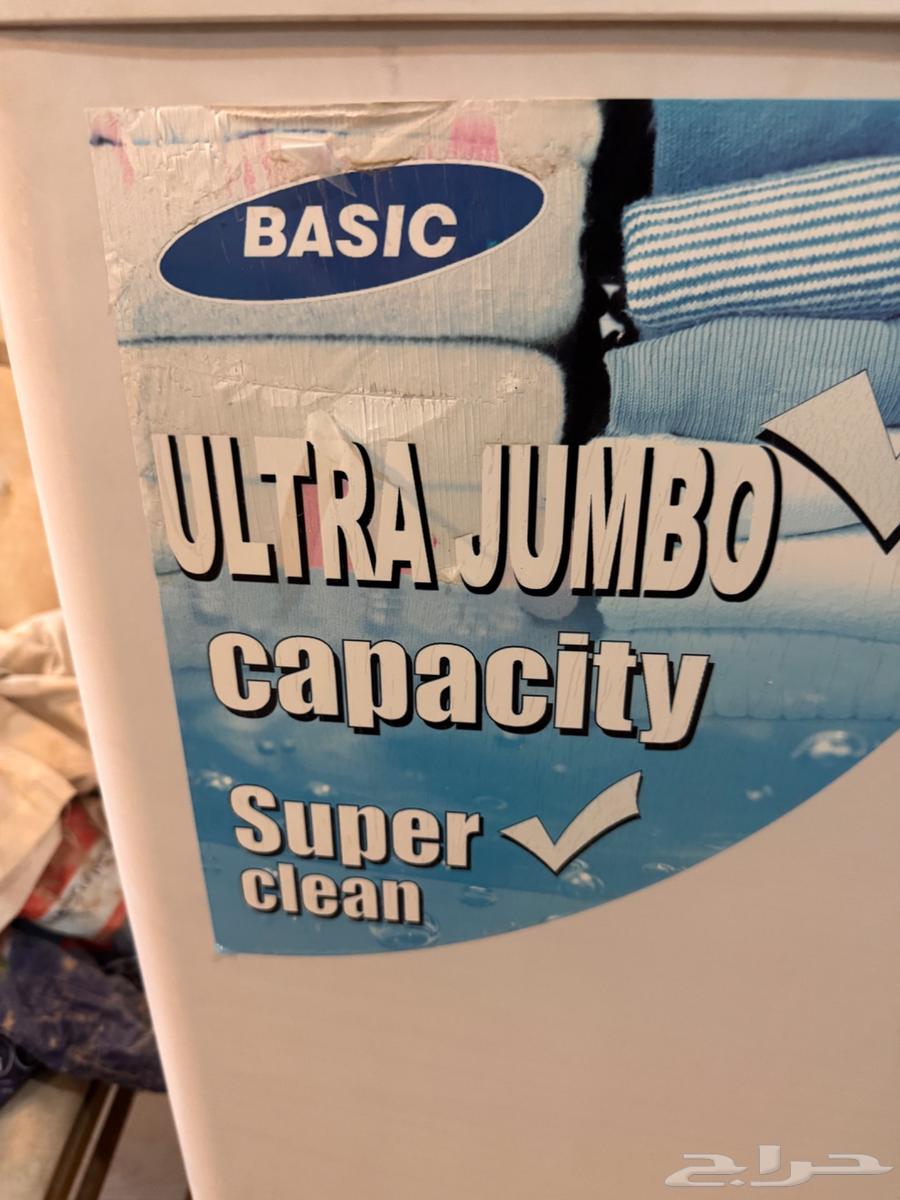 BASIC
ULTRA JUMBO
capacity
Super
clean
حراج